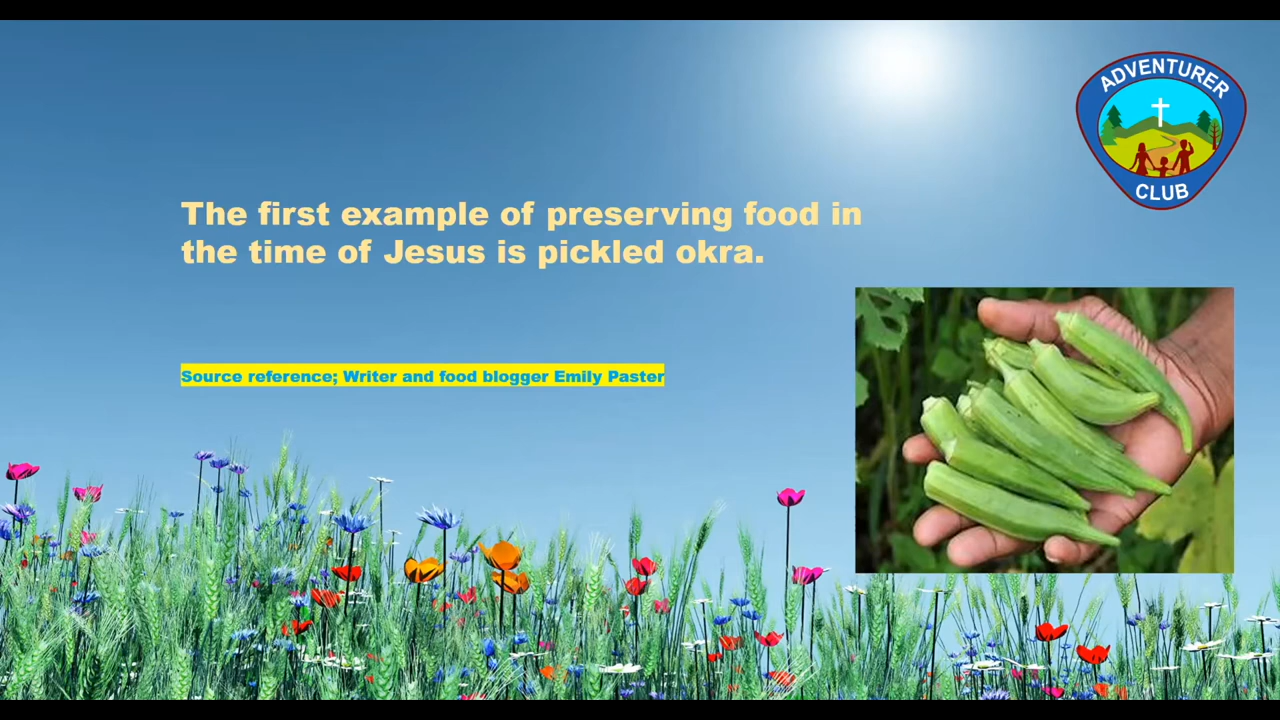 ADVENTURER
CLUB
The first example of preserving food in
the time of Jesus is pickled okra.
Source reference; Writer and food blogger Emily Paster